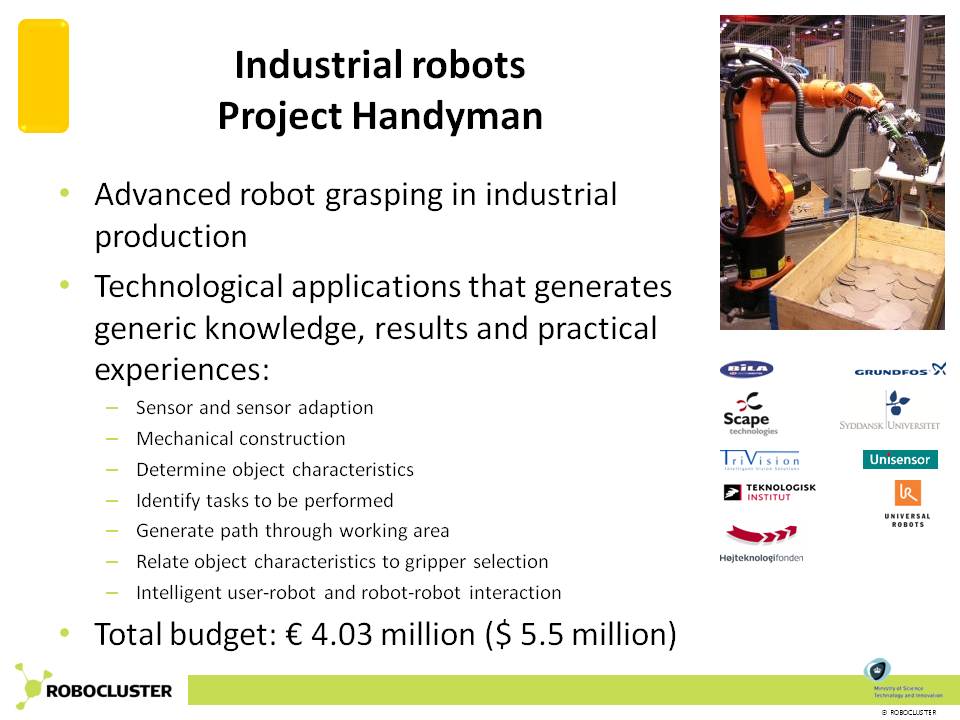 Industrial robots
Project Handyman
• Advanced robot grasping in industrial
production
• Technological applications that generates
generic knowledge, results and practical
experiences:
– Sensor and sensor adaption
– Mechanical construction
– Determine object characteristics
– Identify tasks to be performed
– Generate path through working area
– Relate object characteristics to gripper selection
– Intelligent user-robot and robot-robot interaction
• Total budget: € 4.03 million ($ 5.5 million)
BILA
GRUNDFOS
Scape
technologies
SYDDANSK UNIVERSITET
TriVision
Intelligent Vision Solutions
Unisensor
TEKNOLOGISK
INSTITUT
UR
UNIVERSAL
ROBOTS
Højteknologifonden
ROBOCLUSTER
Ministry of Science
Technology and Innovation
© ROBOCLUSTER